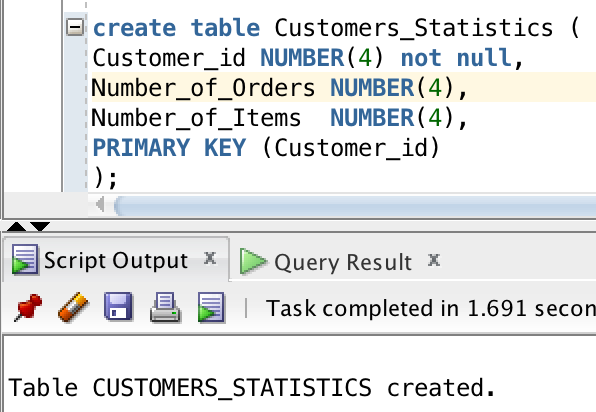 create table Customers_Statistics (
Customer_id NUMBER(4) not null,
Number_of_Orders NUMBER(4),
Number_of_Items  NUMBER(4),
PRIMARY KEY (Customer_id)
);
Script Output x Query Result x
Task completed in 1.691 secon
Table CUSTOMERS_STATISTICS created.